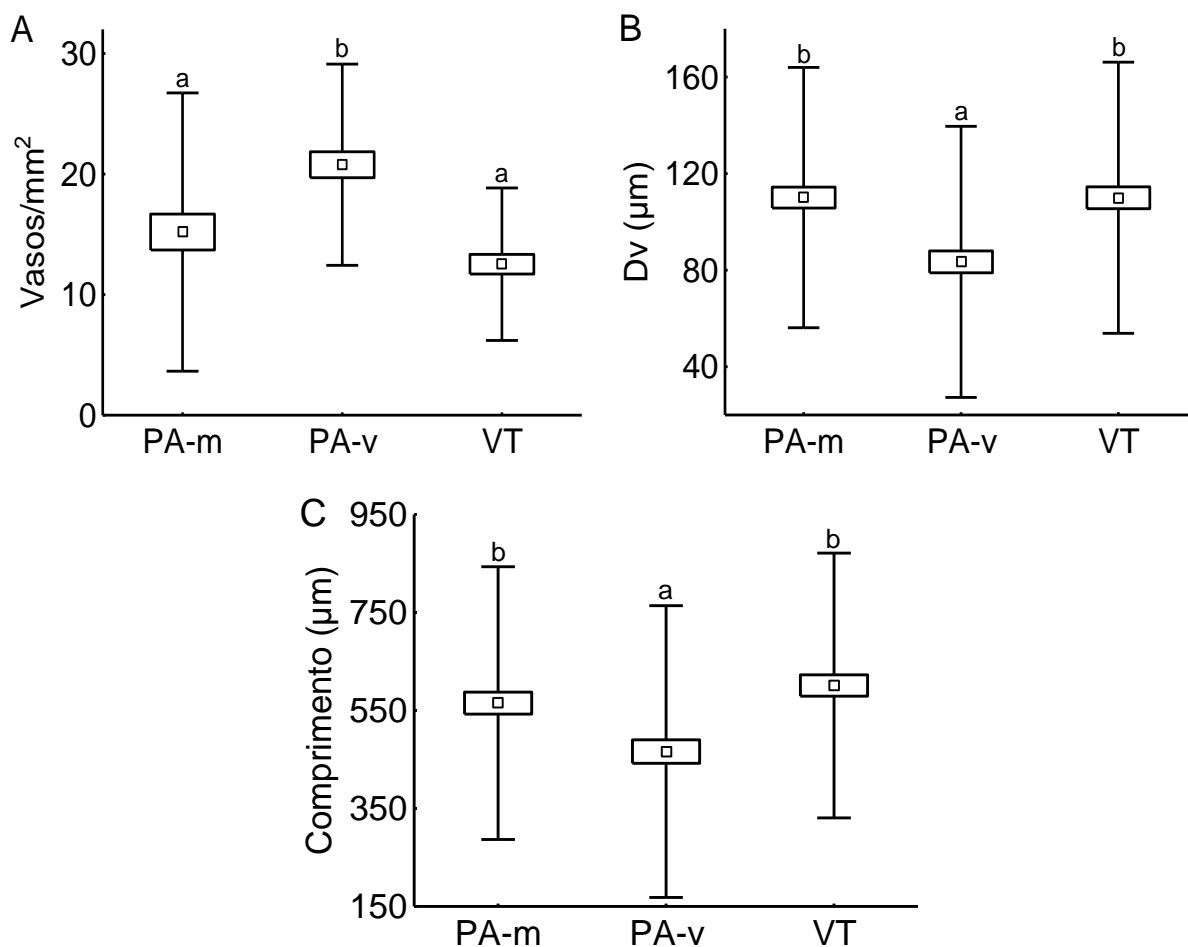 A
Vasos/mm²
30
20
10
0
a
b
a
PA-m PA-v VT
B
Dv (μm)
160
120
80
40
b
a
b
PA-m PA-v VT
C
Comprimento (μm)
950
750
550
350
150
b
a
b
PA-m PA-v VT